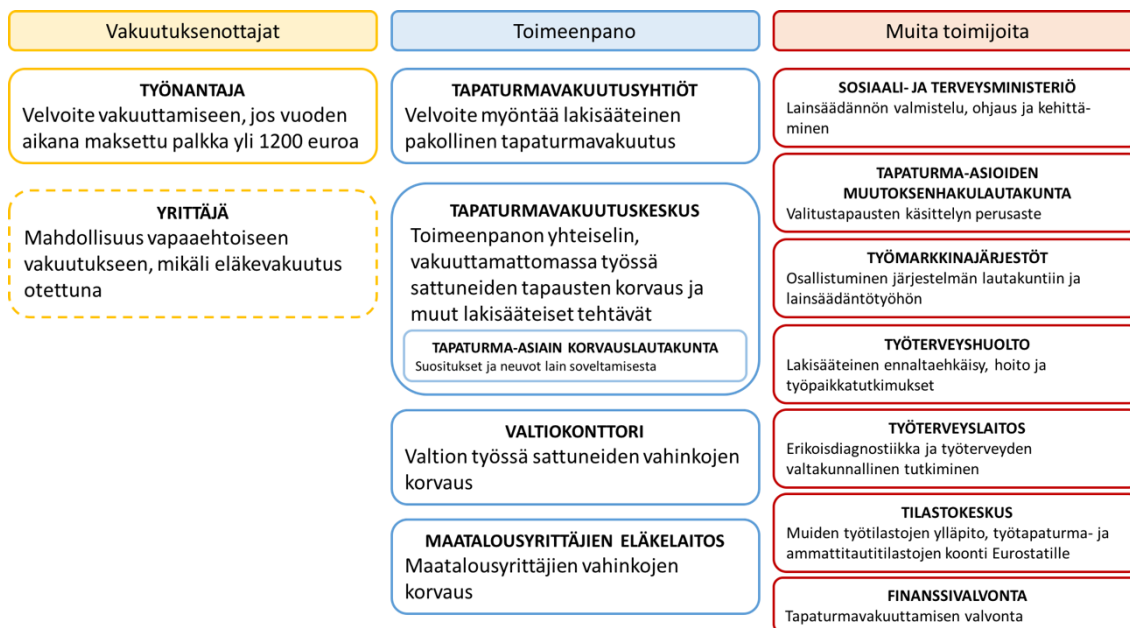 Vakuutuksenottajat
TYÖNANTAJA
Velvoite vakuuttamiseen, jos vuoden
aikana maksettu palkka yli 1200 euroa
YRITTÄJÄ
Mahdollisuus vapaaehtoiseen
vakuutukseen, mikäli eläkevakuutus
otettuna
Toimeenpano
TAPATURMAVAKUUTUSYHTIÖT
Velvoite myöntää lakisääteinen
pakollinen tapaturmavakuutus
TAPATURMAVAKUUTUSKESKUS
Toimeenpanon yhteiselin,
vakuuttamattomassa työssä
sattuneiden tapausten korvaus ja
muut lakisääteiset tehtävät
TAPATURMA-ASIAIN KORVAUSLAUTAKUNTA
Suositukset ja neuvot lain soveltamisesta
VALTIOKONTTORI
Valtion työssä sattuneiden vahinkojen
korvaus
MAATALOUSYRITTÄJIEN ELÄKELAITOS
Maatalousyrittäjien vahinkojen
korvaus
Muita toimijoita
SOSIAALI- JA TERVEYSMINISTERIÖ
Lainsäädännön valmistelu, ohjaus ja kehittä-
minen
TAPATURMA-ASIOIDEN
MUUTOKSENHAKULAUTAKUNTA
Valitustapausten käsittelyn perusaste
TYÖMARKKINAJÄRJESTÖT
Osallistuminen järjestelmän lautakuntiin ja
lainsäädäntötyöhön
TYÖTERVEYSHUOLTO
Lakisääteinen ennaltaehkäisy, hoito ja
työpaikkatutkimukset
TYÖTERVEYSLAITOS
Erikoisdiagnostiikka ja työterveyden
valtakunnallinen tutkiminen
TILASTOKESKUS
Muiden työtilastojen ylläpito, työtapaturma- ja
ammattitautitilastojen koonti Eurostatille
FINANSSIVALVONTA
Tapaturmavakuuttamisen valvonta